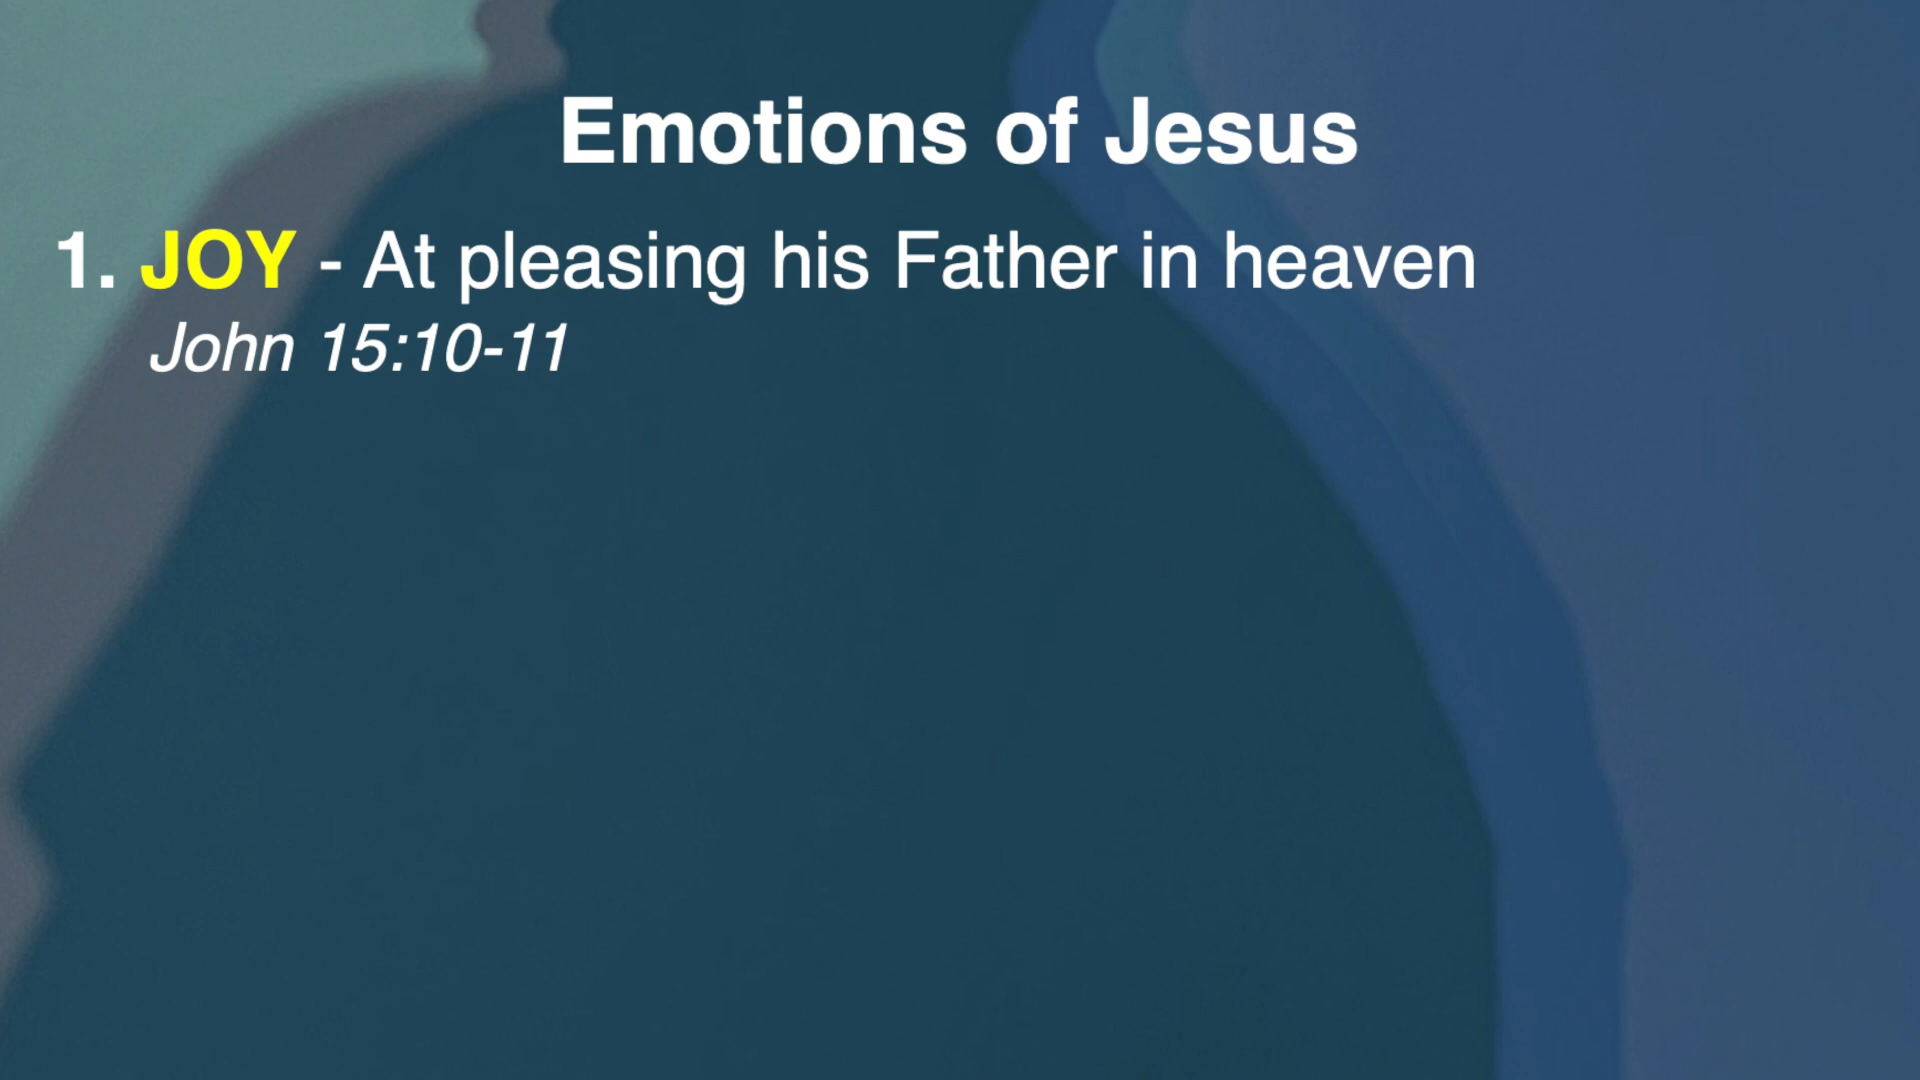 Emotions of Jesus
1. JOY - At pleasing his Father in heaven
John 15:10-11